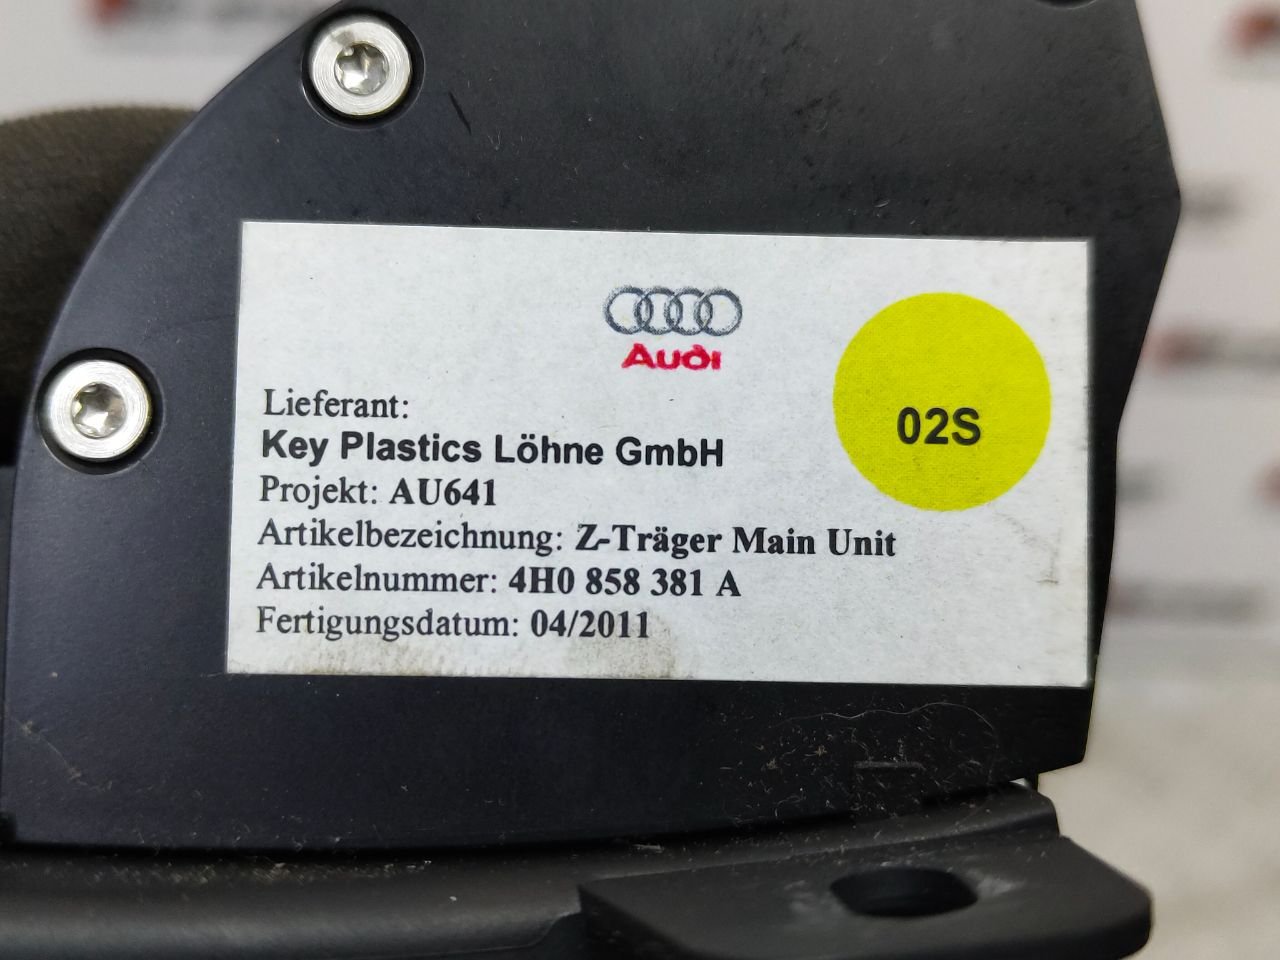 Audi
02S
Lieferant:
Key Plastics Löhne GmbH
Projekt: AU641
Artikelbezeichnung: Z-Träger Main Unit
Artikelnummer: 4H0 858 381 A
Fertigungsdatum: 04/2011